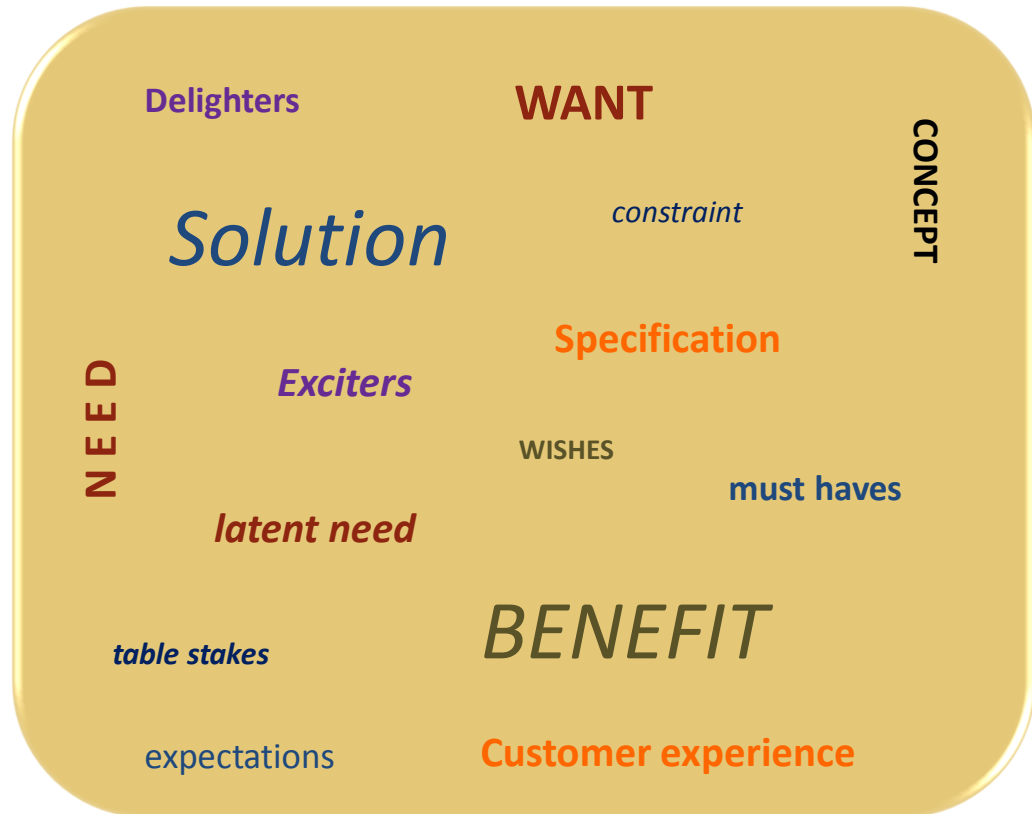 Delighters
WANT
CONCEPT
Solution
constraint
Specification
NEED
Exciters
WISHES
must haves
latent need
BENEFIT
table stakes
expectations
Customer experience